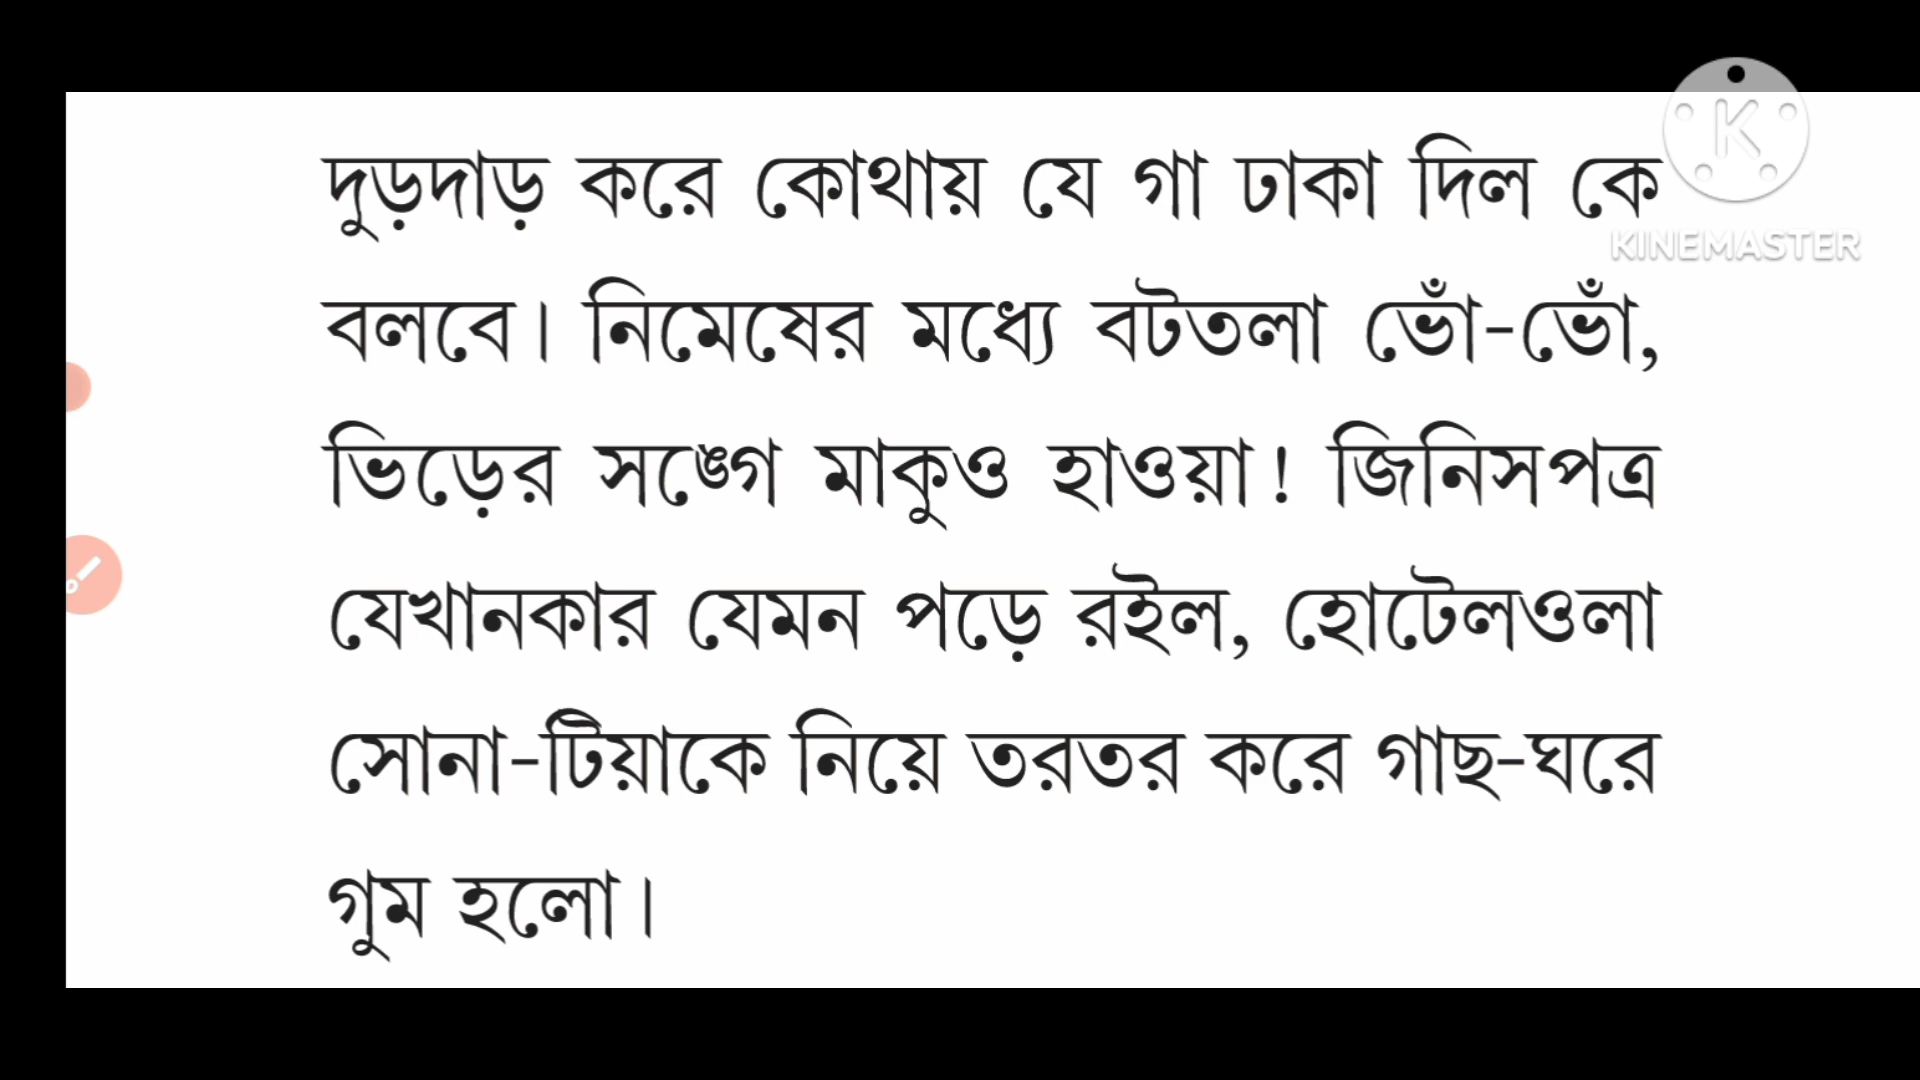 দুড়দাড় করে কোথায় যে গা ঢাকা দিল কে
বলবে। নিমেষের মধ্যে বটতলা ভোঁ-ভোঁ,
ভিড়ের সঙ্গে মাকুও হাওয়া! জিনিসপত্র
যেখানকার যেমন পড়ে রইল, হোটেলওলা
সোনা-টিয়াকে নিয়ে তরতর করে গাছ-ঘরে
গুম হলো।
K
KINEMASTER